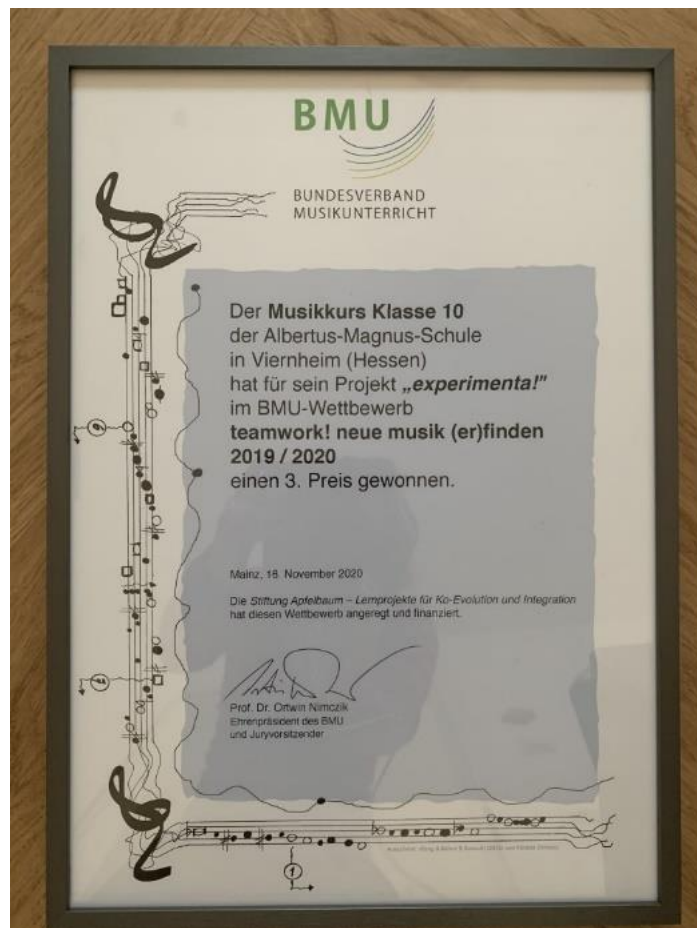 BMU
BUNDESVERBAND
MUSIKUNTERRICHT
Der Musikkurs Klasse 10
der Albertus-Magnus-Schule
in Viernheim (Hessen)
hat für sein Projekt „experimenta!"
im BMU-Wettbewerb
teamwork! neue musik (er)finden
2019 / 2020
einen 3. Preis gewonnen.
Mainz, 16. November 2020
Die Stiftung Apfelbaum – Lernprojekte für Ko-Evolution und Integration
hat diesen Wettbewerb angeregt und finanziert.
Prof. Dr. Ortwin Nimczik
Ehrenpräsident des BMU
und Juryvorsitzender
1